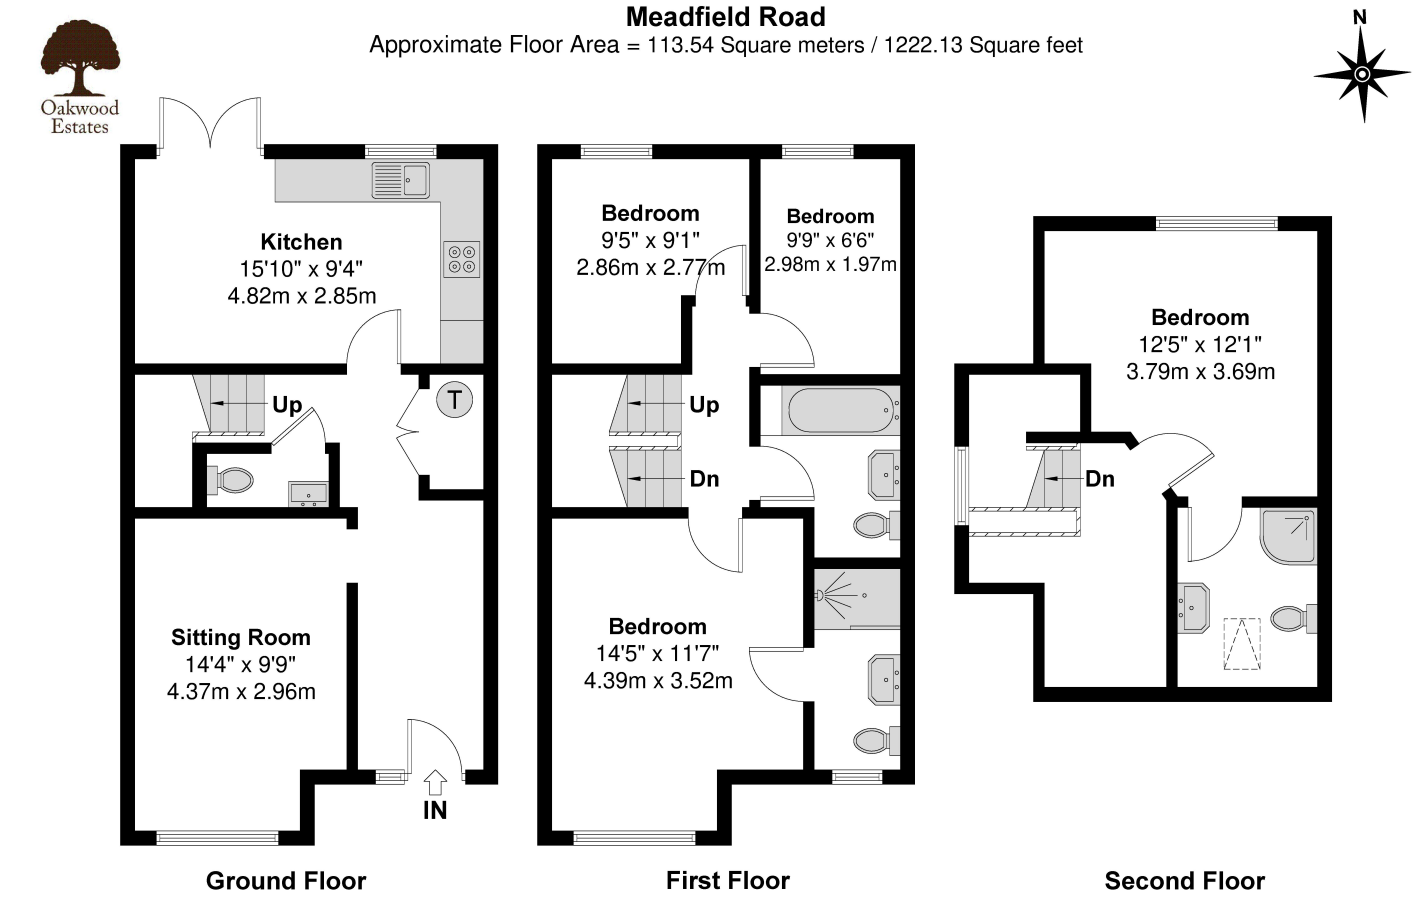 Meadfield Road
Approximate Floor Area = 113.54 Square meters / 1222.13 Square feet
N
Oakwood
Estates
Kitchen
15'10" x 9'4"
4.82m x 2.85m
Up
T
Sitting Room
14'4" x 9'9"
4.37m x 2.96m
IN
Ground Floor
Bedroom
9'5" x 9'1"
2.86m x 2.77m
Bedroom
9'9" x 6'6"
2.98m x 1.97m
Up
Dn
Bedroom
14'5" x 11'7"
4.39m x 3.52m
First Floor
Bedroom
12'5" x 12'1"
3.79m x 3.69m
Dn
Second Floor